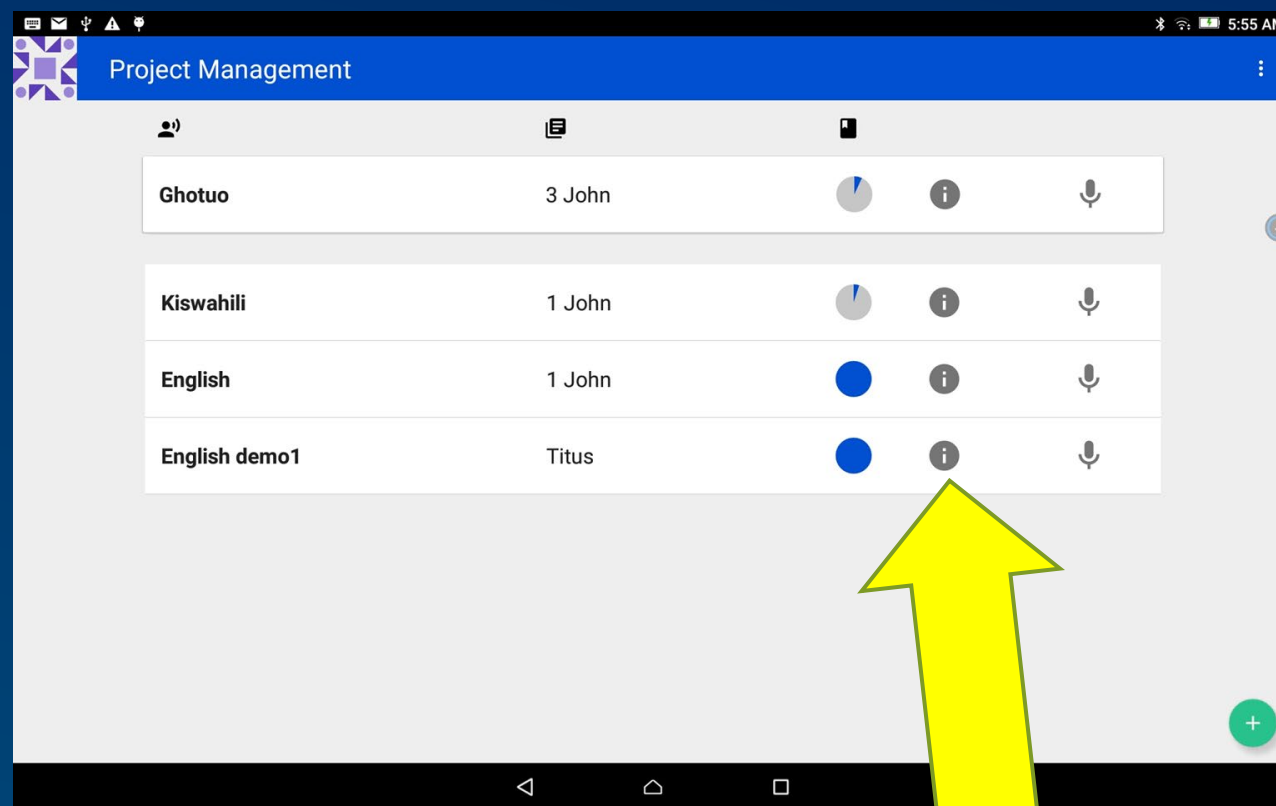 5:55 AM
Project Management
Ghotuo 3 John
Kiswahili 1 John
English 1 John
English demo1 Titus